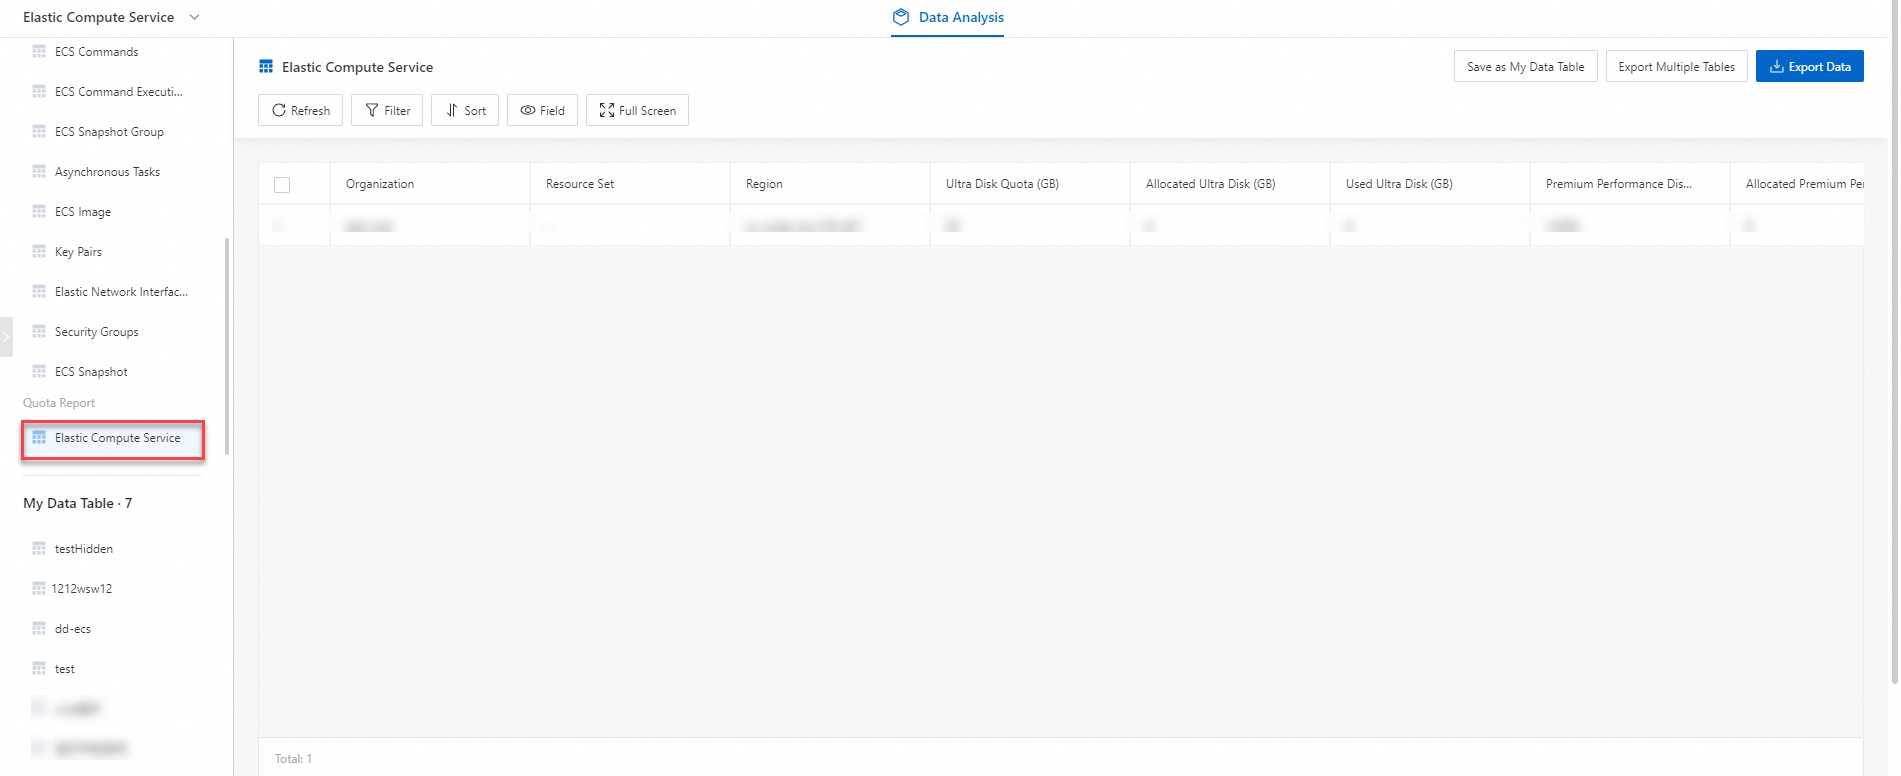 Elastic Compute Service
Data Analysis
ECS Commands
ECS Command Executi...
ECS Snapshot Group
Asynchronous Tasks
ECS Image
Key Pairs
Elastic Network Interfac...
Security Groups
ECS Snapshot
Quota Report
Elastic Compute Service
My Data Table · 7
testHidden
1212wsw12
dd-ecs
test
Elastic Compute Service
Save as My Data Table
Export Multiple Tables
Export Data
Refresh
Filter
Sort
Field
Full Screen
Organization
Resource Set
Region
Ultra Disk Quota (GB)
Allocated Ultra Disk (GB)
Used Ultra Disk (GB)
Premium Performance Dis...
Allocated Premium Per
Total: 1